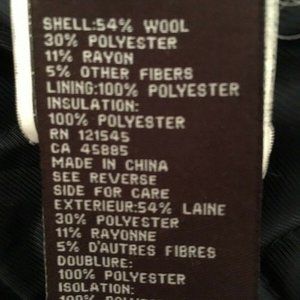 SHELL:54% WOOL
30% POLYESTER
11% RAYON
5% OTHER FIBERS
LINING:100% POLYESTER
INSULATION:
100% POLYESTER
RN 121545
CA 45885
MADE IN CHINA
SEE REVERSE
SIDE FOR CARE
EXTERIEUR:54% LAINE
30% POLYESTER
11% RAYONNE
5% D'AUTRES FIBRES
DOUBLURE:
100% POLYESTER
ISOLATION:
100% POLYES